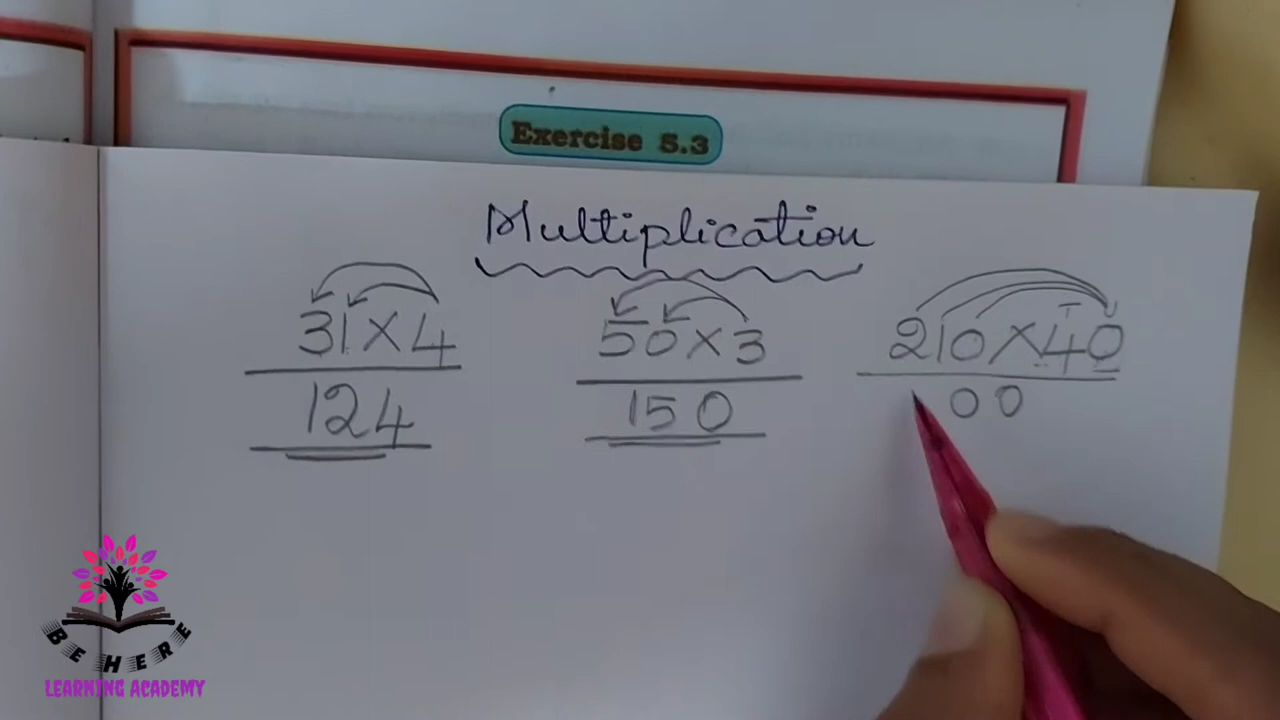 Exercise 5.3
Multiplication
31×4 50×3 210×40
124 150 00
BE HERE
LEARNING ACADEMY